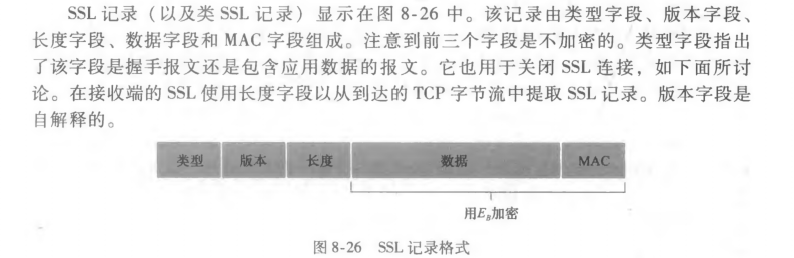 SSL 记录（以及类 SSL 记录）显示在图 8-26 中。该记录由类型字段、版本字段、
长度字段、数据字段和 MAC 字段组成。注意到前三个字段是不加密的。类型字段指出
了该字段是握手报文还是包含应用数据的报文。它也用于关闭 SSL 连接，如下面所讨
论。在接收端的 SSL 使用长度字段以从到达的 TCP 字节流中提取 SSL 记录。版本字段是
自解释的。
类型 版本 长度 数据 MAC
用E_B加密
图 8-26 SSL 记录格式